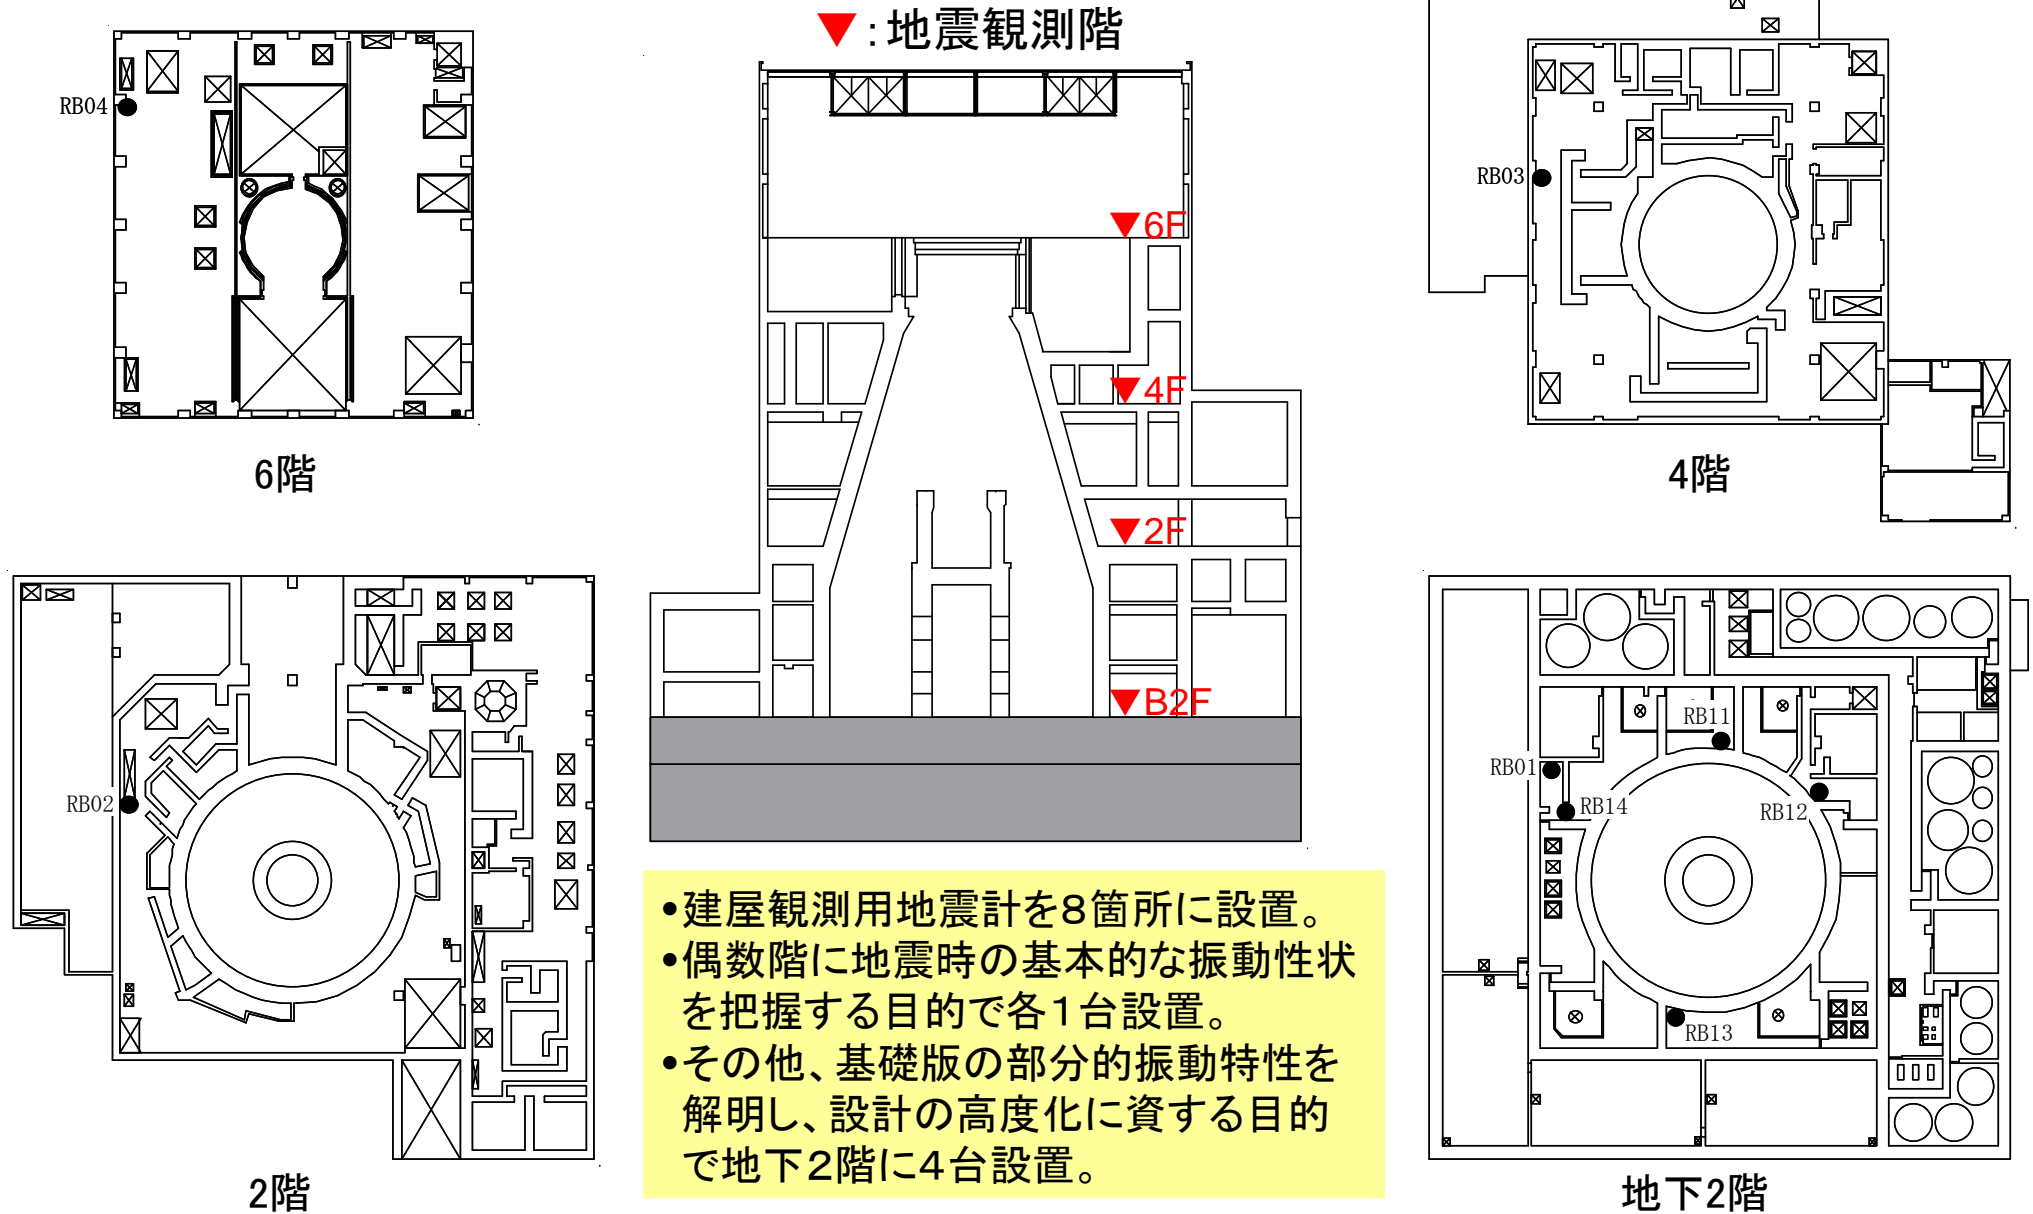 ▼:地震観測階
RB04
6階
RB03
4階
▼6F
▼4F
▼2F
▼B2F
RB02
2階
RB11
RB01
RB14
RB12
RB13
地下2階
•建屋観測用地震計を8箇所に設置。
•偶数階に地震時の基本的な振動性状
を把握する目的で各1台設置。
•その他、基礎版の部分的振動特性を
解明し、設計の高度化に資する目的
で地下2階に4台設置。